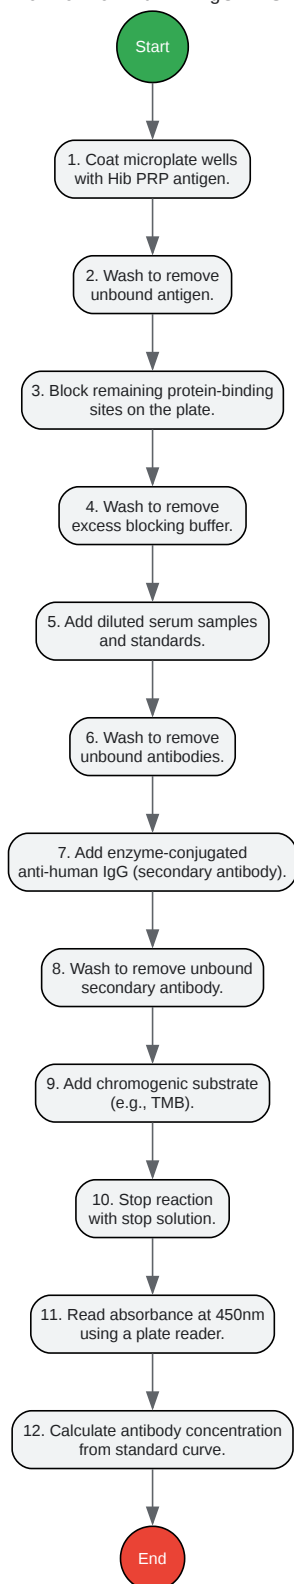 Start
1. Coat microplate wells
with Hib PRP antigen.
2. Wash to remove
unbound antigen.
3. Block remaining protein-binding
sites on the plate.
4. Wash to remove
excess blocking buffer.
5. Add diluted serum samples
and standards.
6. Wash to remove
unbound antibodies.
7. Add enzyme-conjugated
anti-human IgG (secondary antibody).
8. Wash to remove unbound
secondary antibody.
9. Add chromogenic substrate
(e.g., TMB).
10. Stop reaction
with stop solution.
11. Read absorbance at 450nm
using a plate reader.
12. Calculate antibody concentration
from standard curve.
End